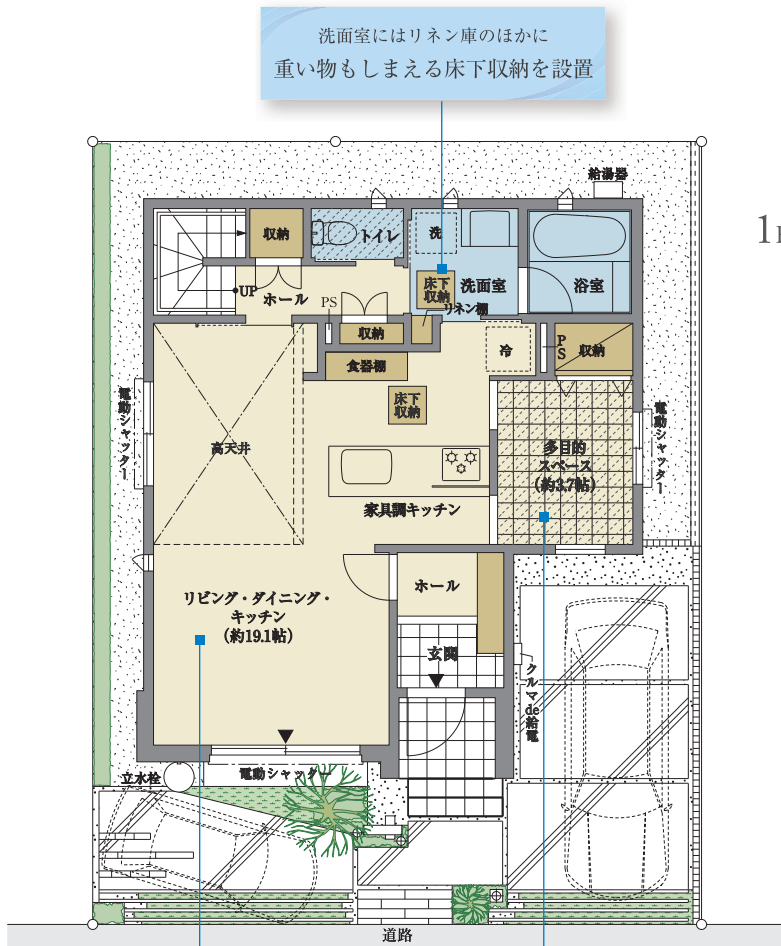 洗面室にはリネン庫のほかに
重い物もしまえる床下収納を設置
給湯器
収納
トイレ
洗
1
UP
ホール
PS
床下
収納
洗面室
浴室
リネン棚
収納
冷
PS
収納
食器棚
床下
収納
電動シャッター
高天井
多目的
スペース
(約3.7帖)
電動シャッター
家具調キッチン
リビング・ダイニング・
キッチン
(約19.1帖)
ホール
玄関
クルマde給電
立水栓
電動シャッター
道路